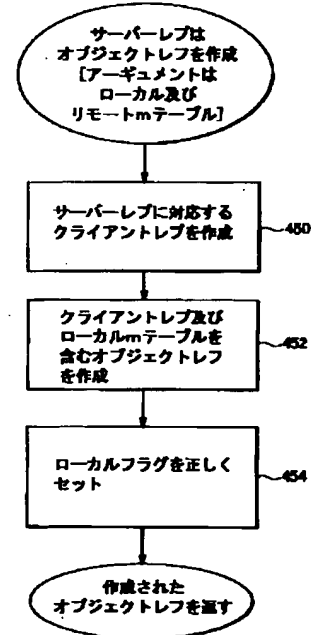 サーバーレプは
オブジェクトレフを作成
[アーギュメントは
ローカル及び
リモートmテーブル]
サーバーレプに対応する
クライアントレプを作成
450
クライアントレプ及び
ローカルmテーブルを
含むオブジェクトレフ
を作成
452
ローカルフラグを正しく
セット
454
作成された
オブジェクトレフを返す